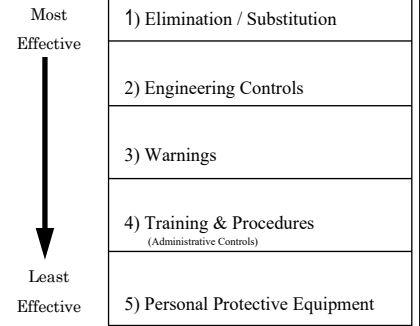 Most
Effective
1) Elimination / Substitution
2) Engineering Controls
3) Warnings
4) Training & Procedures
(Administrative Controls)
Least
Effective
5) Personal Protective Equipment